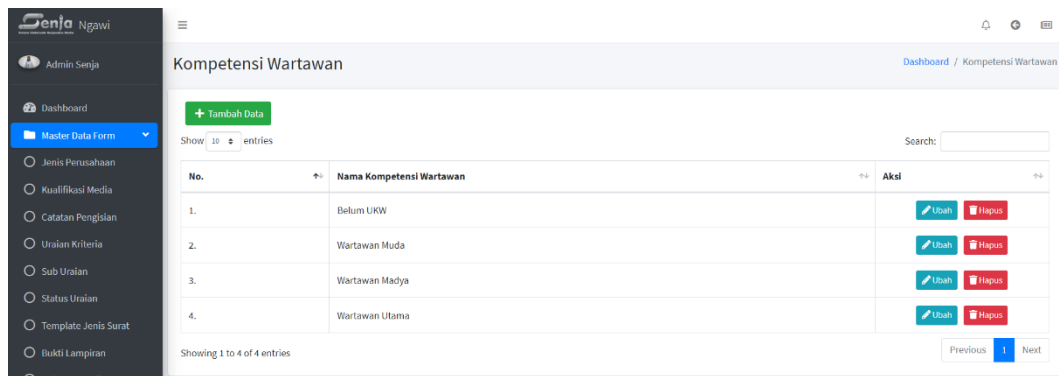 Senja Ngawi
Admin Senja
Dashboard
Master Data Form
Jenis Perusahaan
Kualifikasi Media
Catatan Pengisian
Uraian Kriteria
Sub Uraian
Status Uraian
Template Jenis Surat
Bukti Lampiran
Kompetensi Wartawan
Dashboard / Kompetensi Wartawan
+ Tambah Data
Show 10 entries
Search:
No. Nama Kompetensi Wartawan Aksi
1. Belum UKW Ubah Hapus
2. Wartawan Muda Ubah Hapus
3. Wartawan Madya Ubah Hapus
4. Wartawan Utama Ubah Hapus
Showing 1 to 4 of 4 entries
Previous 1 Next